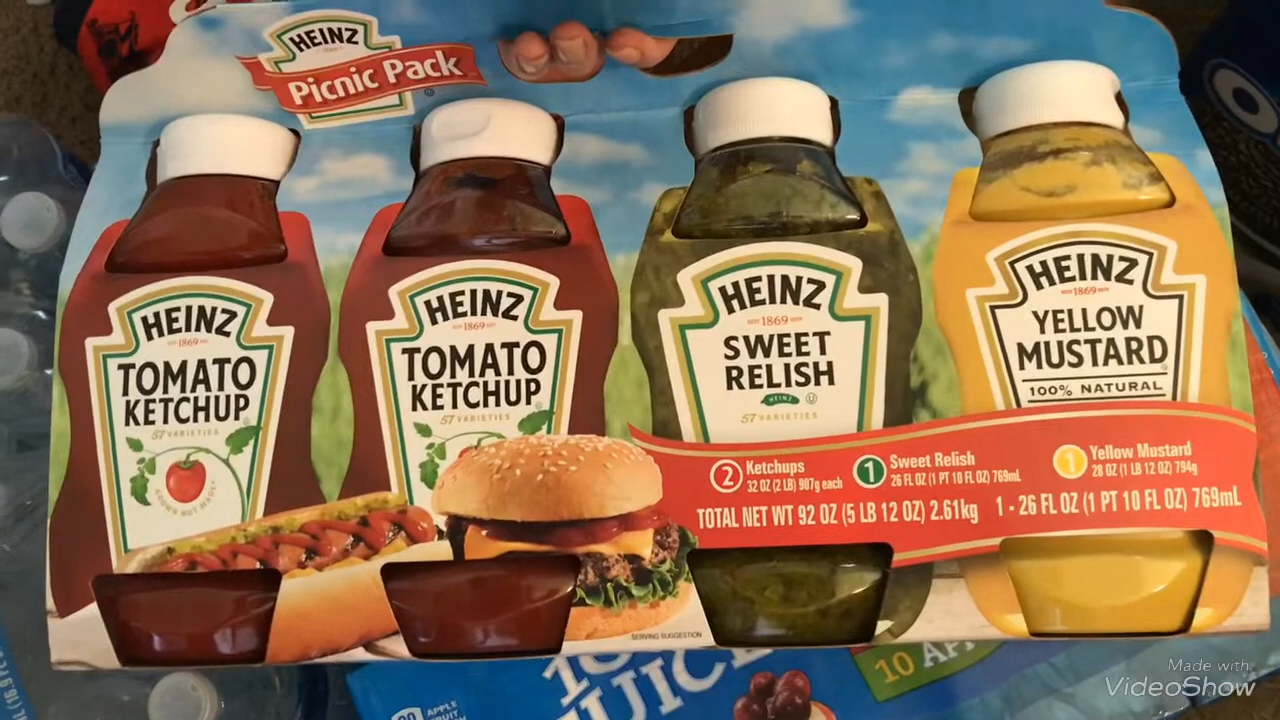 HEINZ
Picnic Pack
HEINZ
1869
TOMATO
KETCHUP
57 VARIETIES
GROWN NOT MADE
HEINZ
1869
TOMATO
KETCHUP
57 VARIETIES
HEINZ
1869
SWEET
RELISH
HEINZ
57 VARIETIES
HEINZ
1869
YELLOW
MUSTARD
100% NATURAL
2 Ketchups
32 OZ (2 LB) 907g each
1 Sweet Relish
26 FL OZ (1 PT 10 FL OZ) 769mL
1 Yellow Mustard
28 OZ (1 LB 12 OZ) 794g
TOTAL NET WT 92 OZ (5 LB 12 OZ) 2.61kg 1 - 26 FL OZ (1 PT 10 FL OZ) 769mL
SERVING SUGGESTION
10
APPLE
Made with
VideoShow